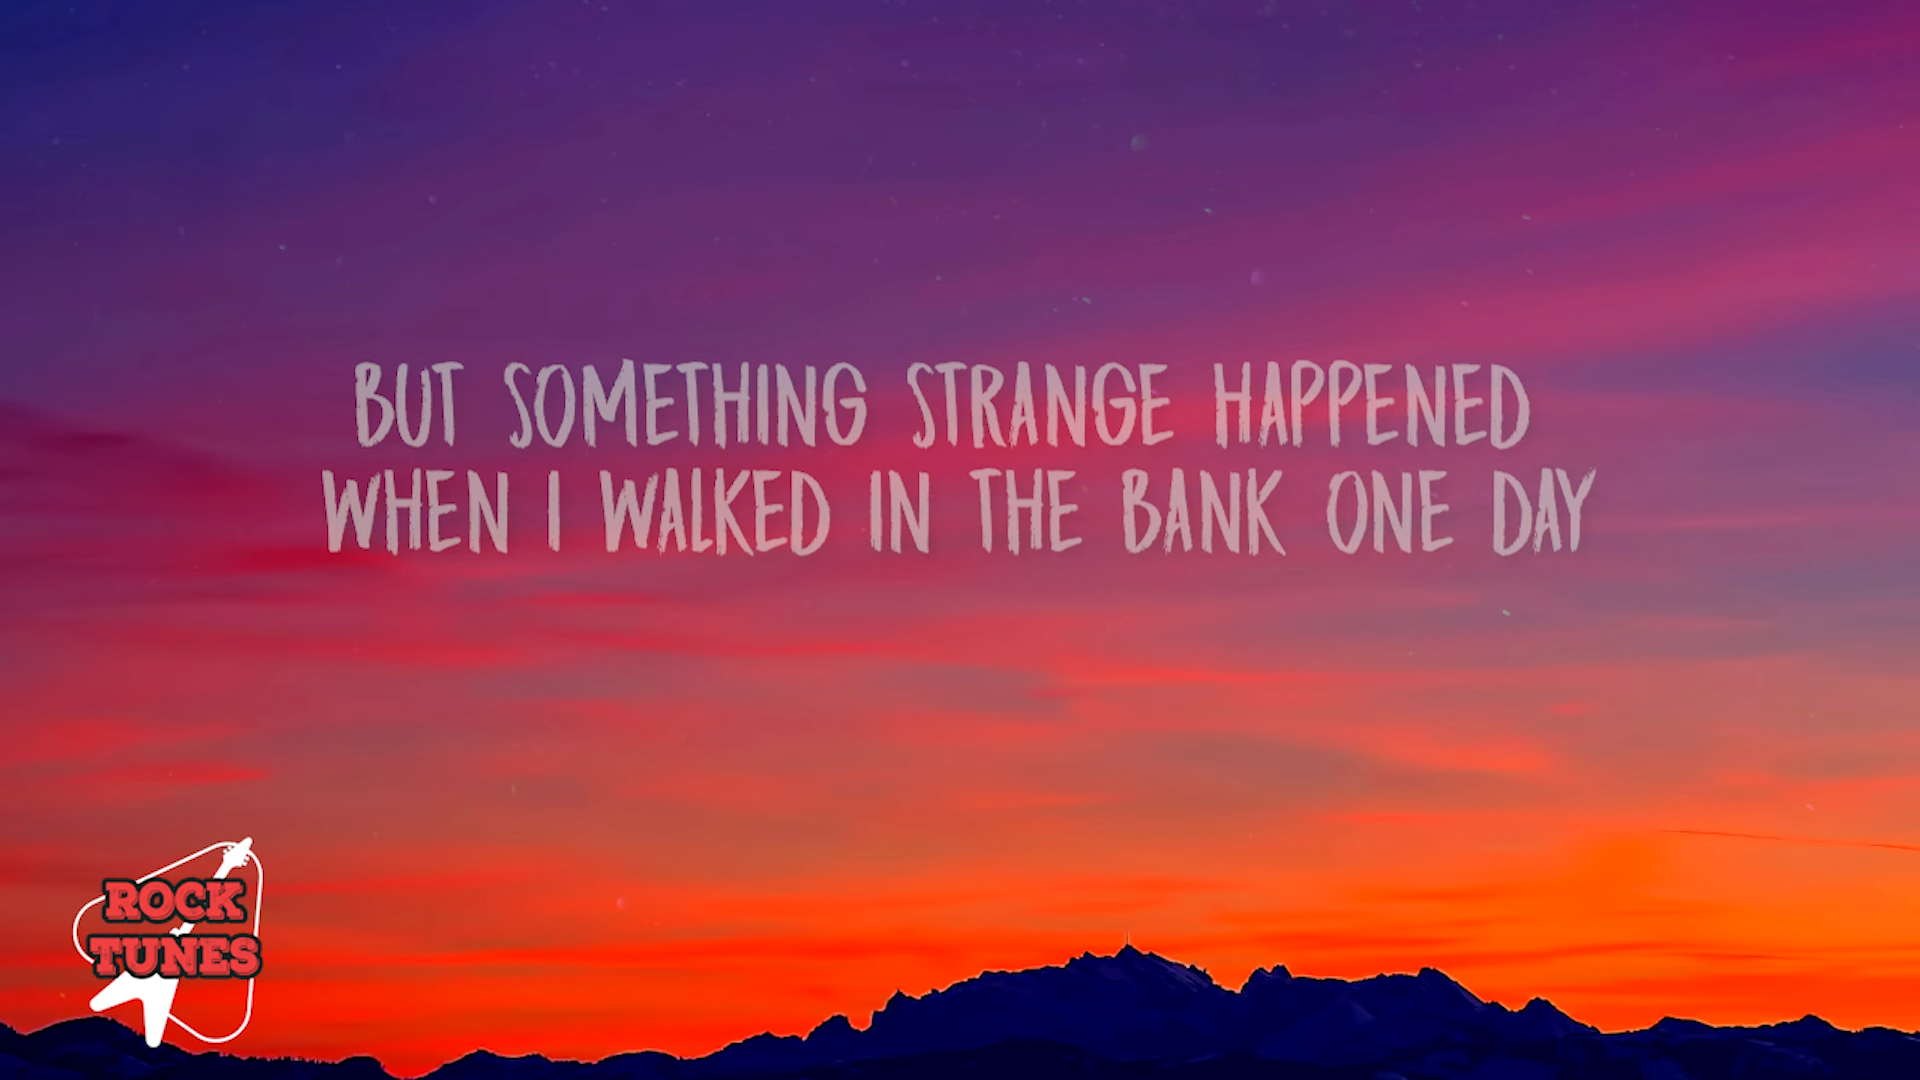 BUT SOMETHING STRANGE HAPPENED
WHEN I WALKED IN THE BANK ONE DAY
ROCK
TUNES